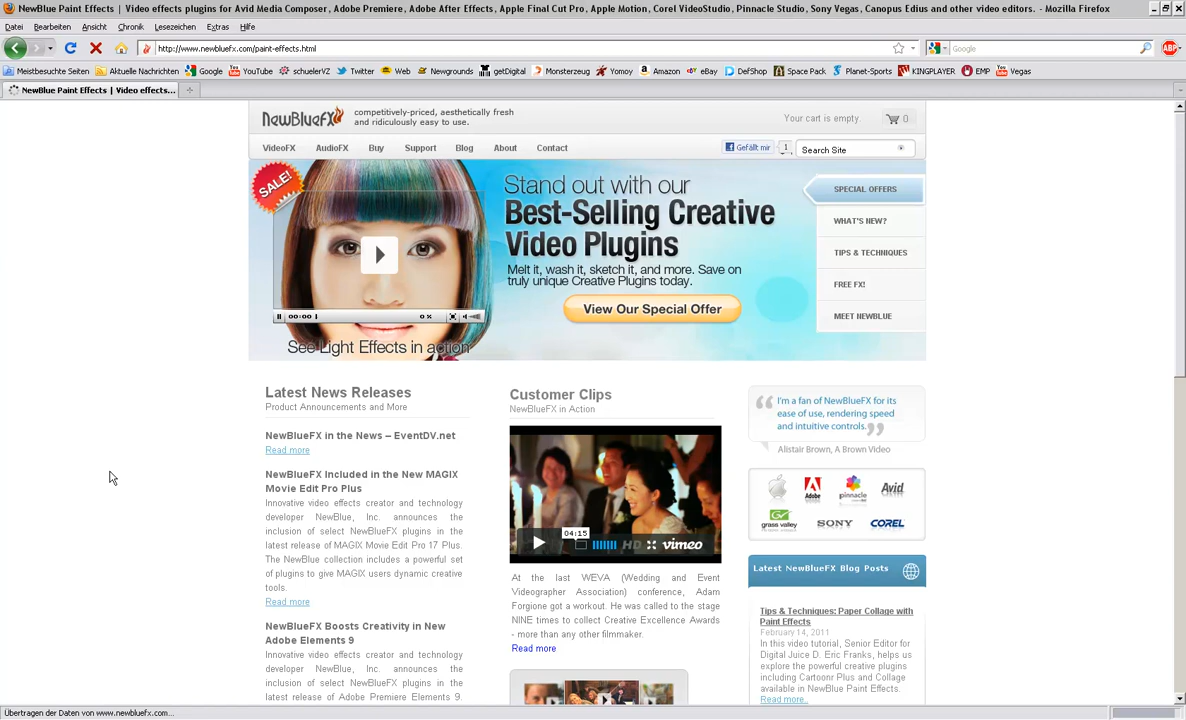 NewBlue Paint Effects | Video effects plugins for Avid Media Composer, Adobe Premiere, Adobe After Effects, Apple Final Cut Pro, Apple Motion, Corel VideoStudio, Pinnacle Studio, Sony Vegas, Canopus Edius and other video editors. - Mozilla Firefox
Datei Bearbeiten Ansicht Chronik Lesezeichen Extras Hilfe
http://www.newbluefx.com/paint-effects.html
Google
ABP
Meistbesuchte Seiten Aktuelle Nachrichten Google YouTube schuelerVZ Twitter Web Newgrounds getDigital Monsterzeug Yomoy Amazon eBay DefShop Space Pack Planet-Sports KINGPLAYER EMP Vegas
NewBlue Paint Effects | Video effects...
NewBlueFX
competitively-priced, aesthetically fresh
and ridiculously easy to use.
Your cart is empty.
0
VideoFX AudioFX Buy Support Blog About Contact
Gefällt mir
1
Search Site
SALE!
Stand out with our
Best-Selling Creative
Video Plugins
Melt it, wash it, sketch it, and more. Save on
truly unique Creative Plugins today.
View Our Special Offer
00:00
See Light Effects in action
SPECIAL OFFERS
WHAT'S NEW?
TIPS & TECHNIQUES
FREE FX!
MEET NEWBLUE
Latest News Releases
Product Announcements and More
NewBlueFX in the News – EventDV.net
Read more
NewBlueFX Included in the New MAGIX
Movie Edit Pro Plus
Innovative video effects creator and technology
developer NewBlue, Inc. announces the
inclusion of select NewBlueFX plugins in the
latest release of MAGIX Movie Edit Pro 17 Plus.
The NewBlue collection includes a powerful set
of plugins to give MAGIX users dynamic creative
tools.
Read more
NewBlueFX Boosts Creativity in New
Adobe Elements 9
Innovative video effects creator and technology
developer NewBlue, Inc. announces the
inclusion of select NewBlueFX plugins in the
latest release of Adobe Premiere Elements 9.
Customer Clips
NewBlueFX in Action
04:15
HD
vimeo
At the last WEVA (Wedding and Event
Videographer Association) conference, Adam
Forgione got a workout. He was called to the stage
NINE times to collect Creative Excellence Awards
- more than any other filmmaker.
Read more
I'm a fan of NewBlueFX for its
ease of use, rendering speed
and intuitive controls.
Alistair Brown, A Brown Video
Adobe
pinnacle
Avid
grass valley
SONY
COREL
Latest NewBlueFX Blog Posts
Tips & Techniques: Paper Collage with
Paint Effects
February 14, 2011
In this video tutorial, Senior Editor for
Digital Juice D. Eric Franks, helps us
explore the powerful creative plugins
including Cartoonr Plus and Collage
available in NewBlue Paint Effects.
Read more..
Übertragen der Daten von www.newbluefx.com...